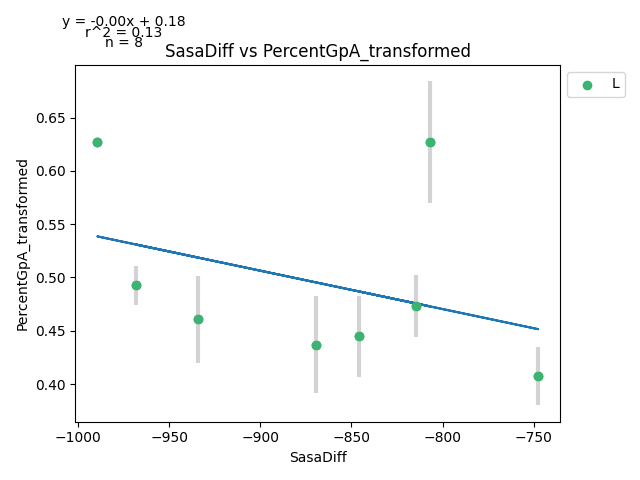 y = -0.00x + 0.18
r^2 = 0.13
n = 8
SasaDiff vs PercentGpA_transformed
L
PercentGpA_transformed
0.65
0.60
0.55
0.50
0.45
0.40
−1000 −950 −900 −850 −800 −750
SasaDiff